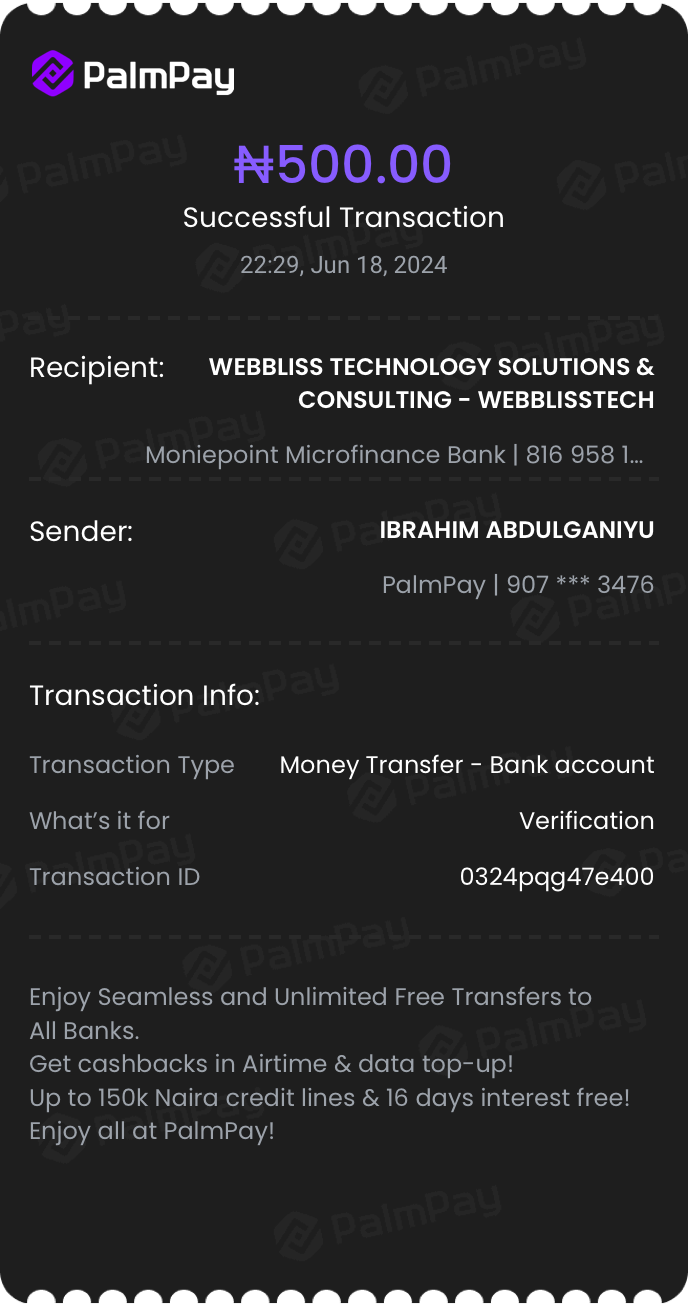 PalmPay
₦500.00
Successful Transaction
22:29, Jun 18, 2024
Recipient: WEBBLISS TECHNOLOGY SOLUTIONS &
CONSULTING - WEBBLISSTECH
Moniepoint Microfinance Bank | 816 958 1...
Sender: IBRAHIM ABDULGANIYU
PalmPay | 907 *** 3476
Transaction Info:
Transaction Type Money Transfer - Bank account
What's it for Verification
Transaction ID 0324pqg47e400
Enjoy Seamless and Unlimited Free Transfers to
All Banks.
Get cashbacks in Airtime & data top-up!
Up to 150k Naira credit lines & 16 days interest free!
Enjoy all at PalmPay!